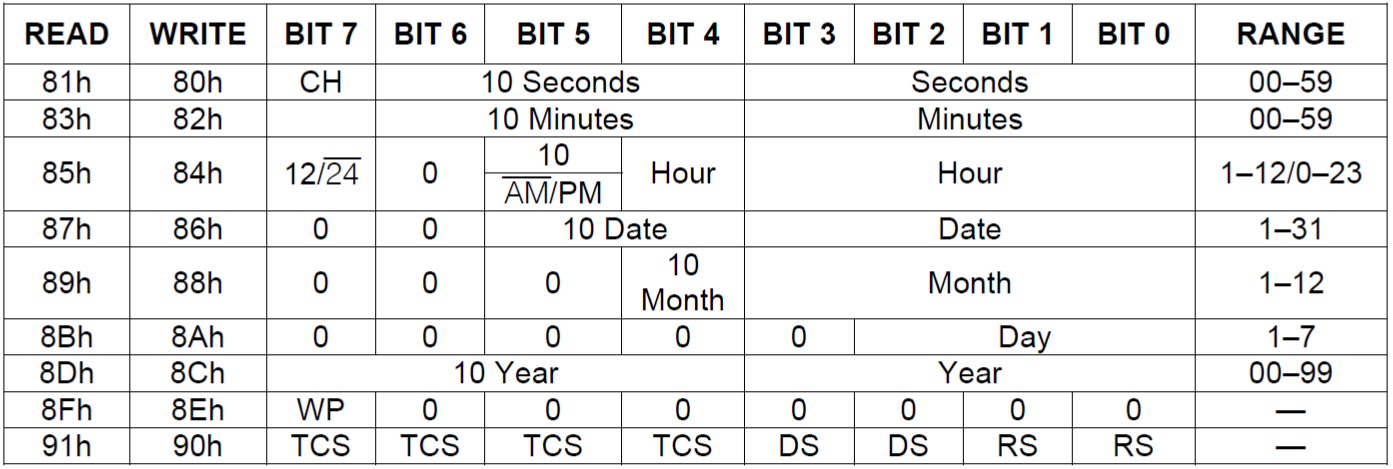 READ WRITE BIT 7 BIT 6 BIT 5 BIT 4 BIT 3 BIT 2 BIT 1 BIT 0 RANGE
81h 80h CH 10 Seconds Seconds 00–59
83h 82h 10 Minutes Minutes 00–59
85h 84h 12/2̅4̅ 0 10 A̅M̅/PM Hour Hour 1–12/0–23
87h 86h 0 0 10 Date Date 1–31
89h 88h 0 0 0 10 Month Month 1–12
8Bh 8Ah 0 0 0 0 0 Day 1–7
8Dh 8Ch 10 Year Year 00–99
8Fh 8Eh WP 0 0 0 0 0 0 0 —
91h 90h TCS TCS TCS TCS DS DS RS RS —